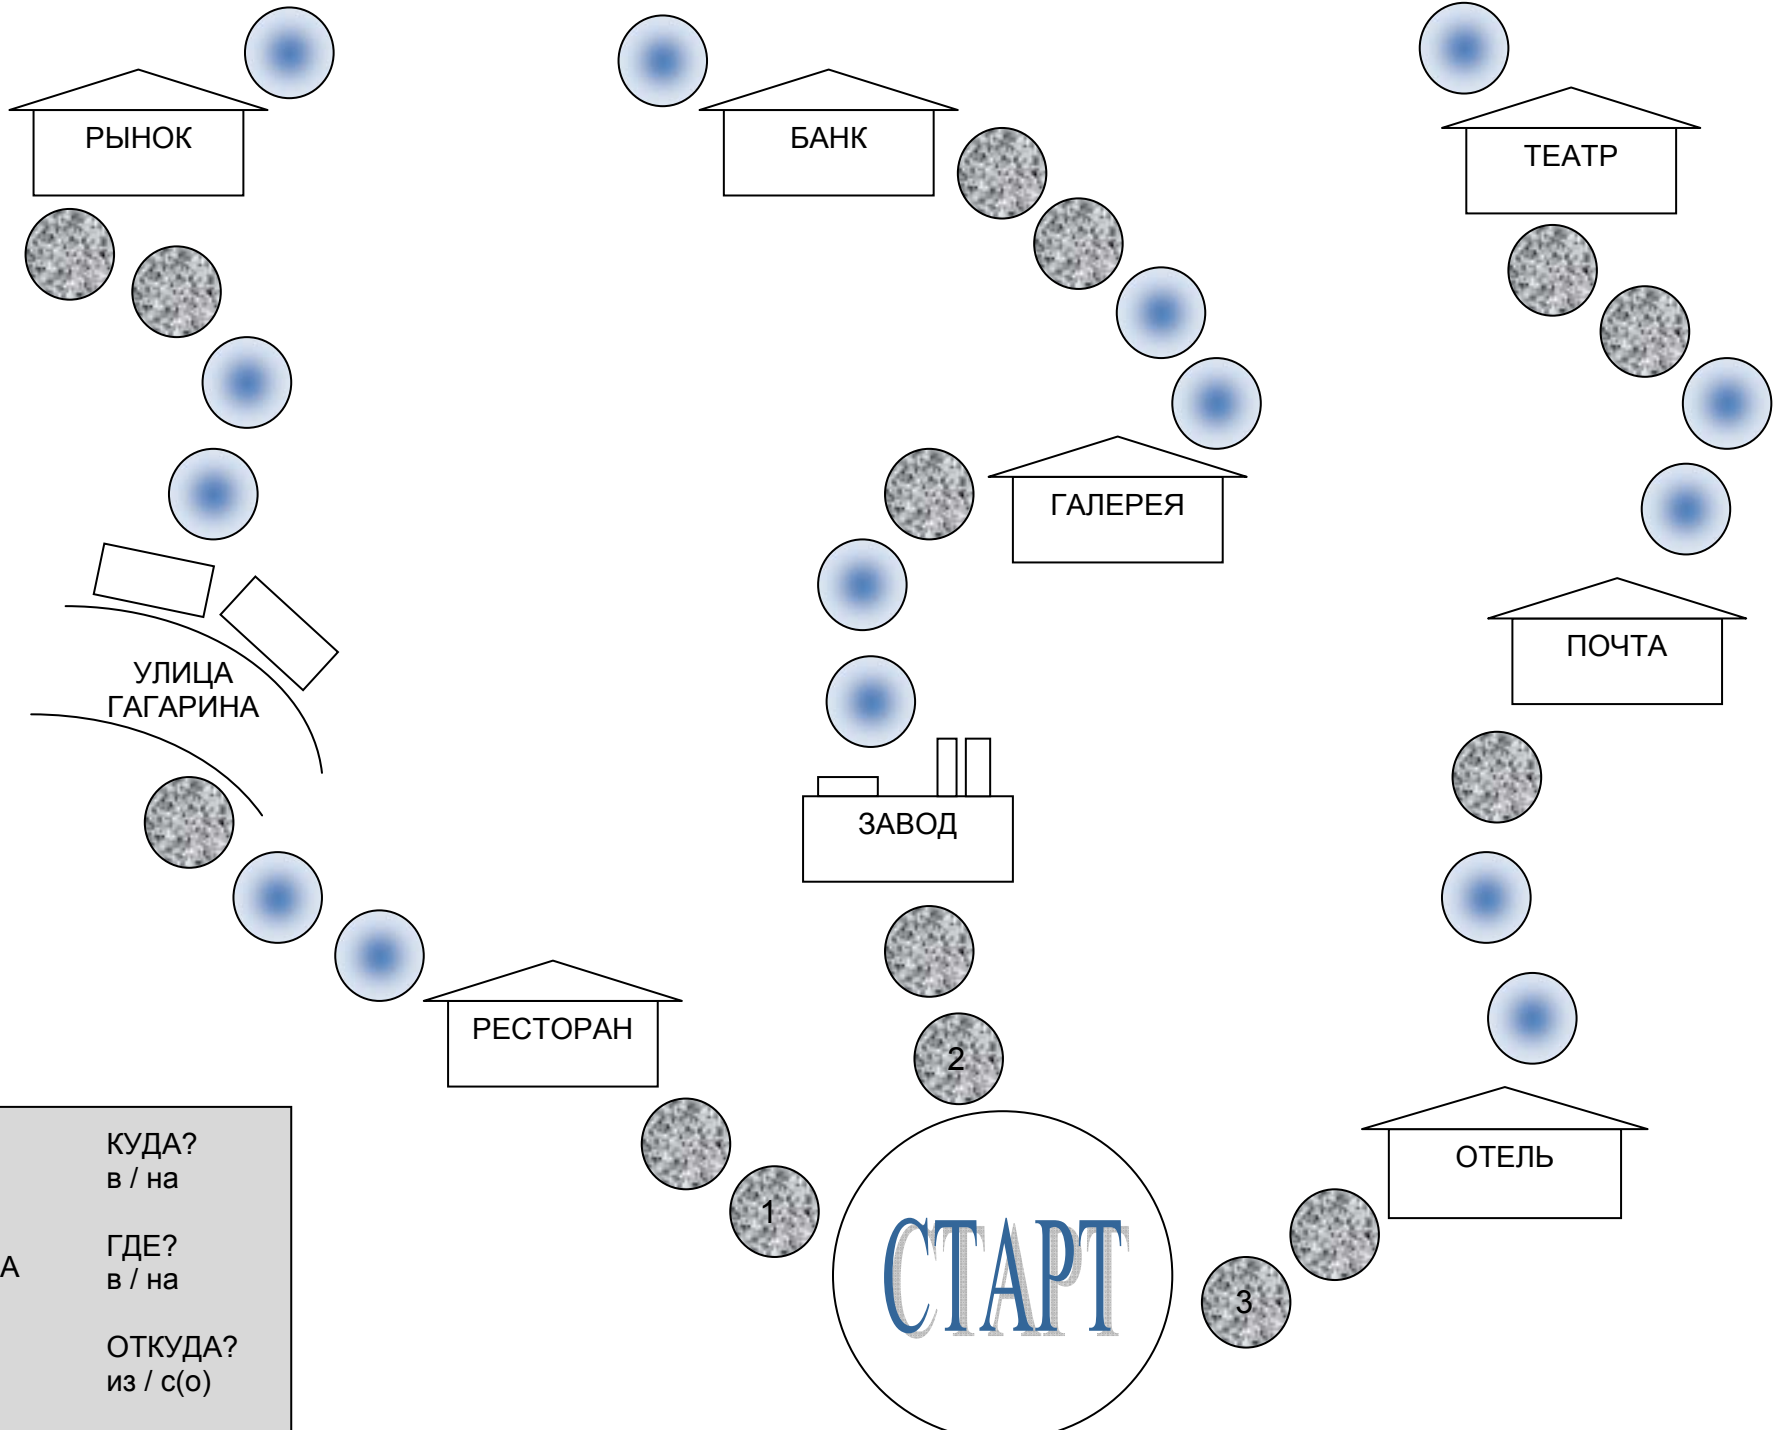 РЫНОК
БАНК
ТЕАТР
ГАЛЕРЕЯ
ПОЧТА
УЛИЦА
ГАГАРИНА
ЗАВОД
РЕСТОРАН
2
ОТЕЛЬ
1
СТАРТ
3
КУДА?
в / на
ГДЕ?
А
в / на
ОТКУДА?
из / с(о)